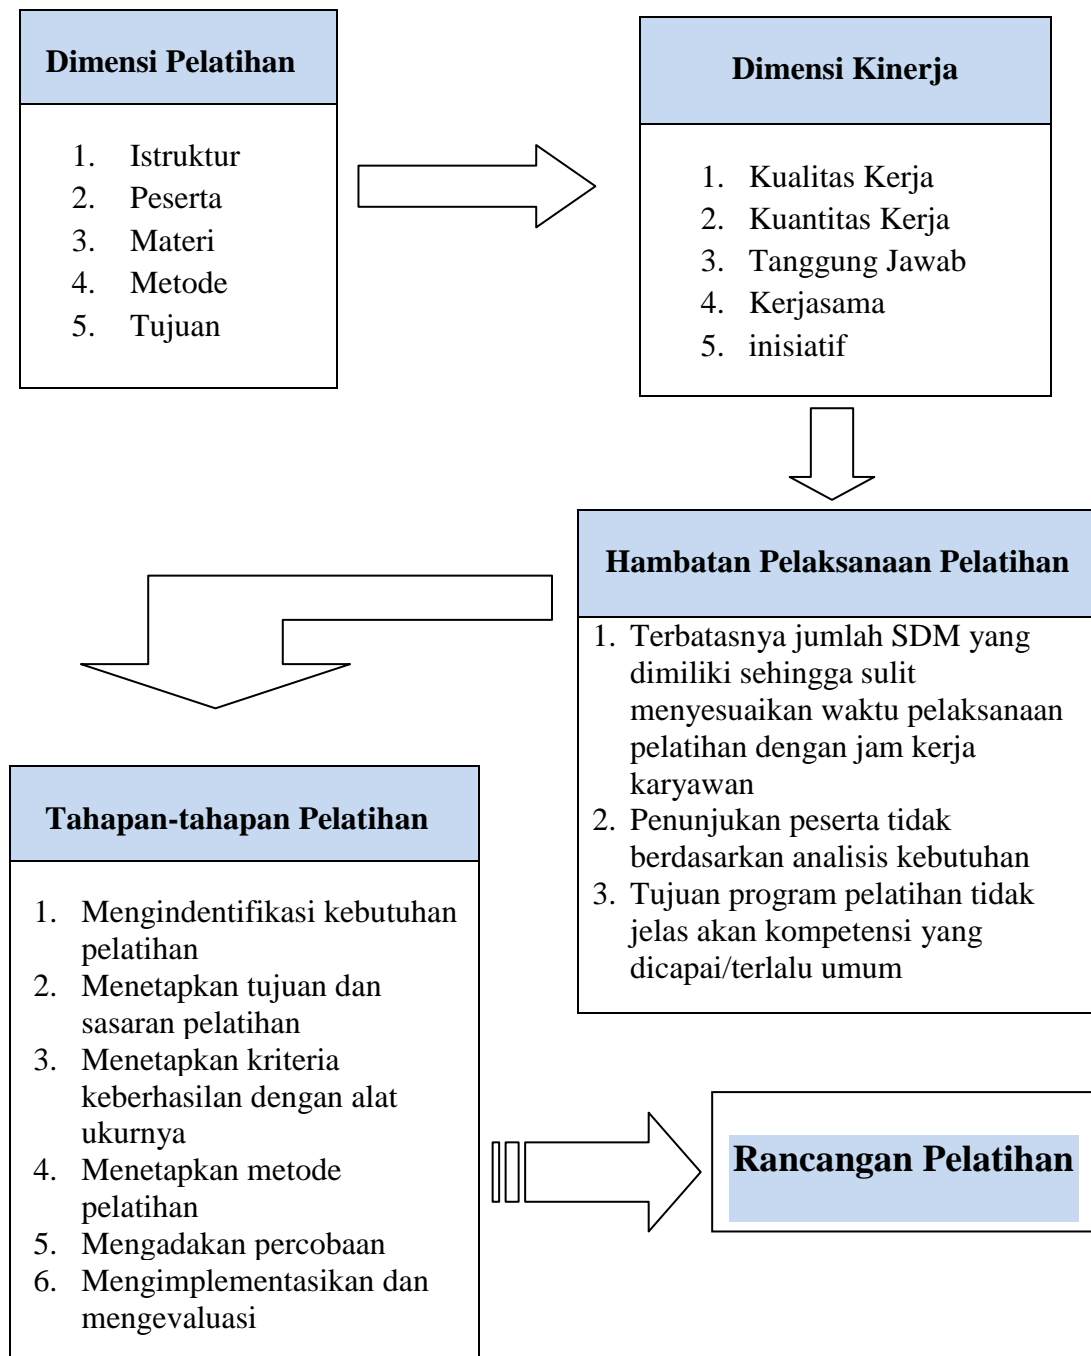 Dimensi Pelatihan
1. Istruktur
2. Peserta
3. Materi
4. Metode
5. Tujuan
Dimensi Kinerja
1. Kualitas Kerja
2. Kuantitas Kerja
3. Tanggung Jawab
4. Kerjasama
5. inisiatif
Hambatan Pelaksanaan Pelatihan
1. Terbatasnya jumlah SDM yang
dimiliki sehingga sulit
menyesuaikan waktu pelaksanaan
pelatihan dengan jam kerja
karyawan
2. Penunjukan peserta tidak
berdasarkan analisis kebutuhan
3. Tujuan program pelatihan tidak
jelas akan kompetensi yang
dicapai/terlalu umum
Tahapan-tahapan Pelatihan
1. Mengindentifikasi kebutuhan
pelatihan
2. Menetapkan tujuan dan
sasaran pelatihan
3. Menetapkan kriteria
keberhasilan dengan alat
ukurnya
4. Menetapkan metode
pelatihan
5. Mengadakan percobaan
6. Mengimplementasikan dan
mengevaluasi
Rancangan Pelatihan